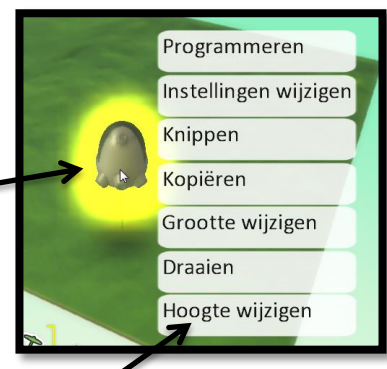 Programmeren
Instellingen wijzigen
Knippen
Kopiëren
Grootte wijzigen
Draaien
Hoogte wijzigen